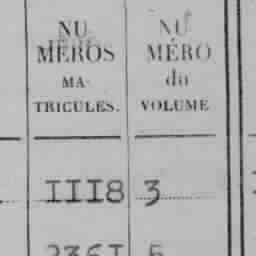 NU
MÉROS
MA-
TRICULES.
NU
MÉRO
du
VOLUME
III8 3